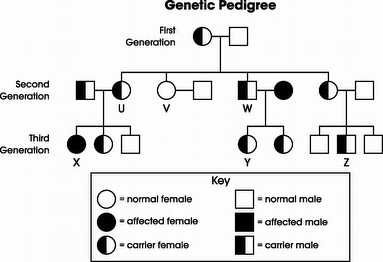 Genetic Pedigree
First
Generation
Second
Generation
U
V
W
Third
Generation
X
Y
Z
Key
= normal female
= normal male
= affected female
= affected male
= carrier female
= carrier male